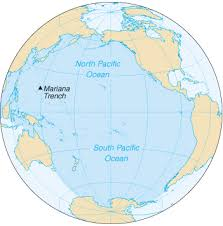 North Pacific
Ocean
Mariana
Trench
South Pacific
Ocean